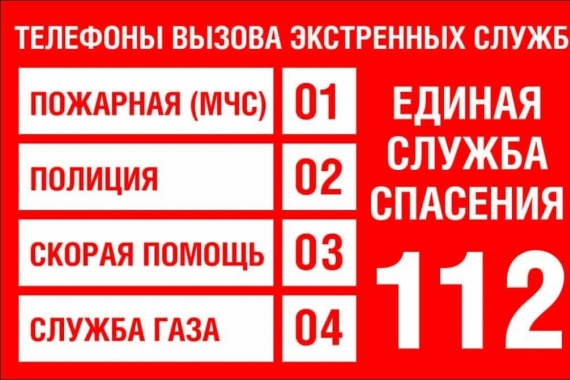 ТЕЛЕФОНЫ ВЫЗОВА ЭКСТРЕННЫХ СЛУЖБ
ПОЖАРНАЯ (МЧС) 01
ПОЛИЦИЯ 02
СКОРАЯ ПОМОЩЬ 03
СЛУЖБА ГАЗА 04
ЕДИНАЯ
СЛУЖБА
СПАСЕНИЯ
112